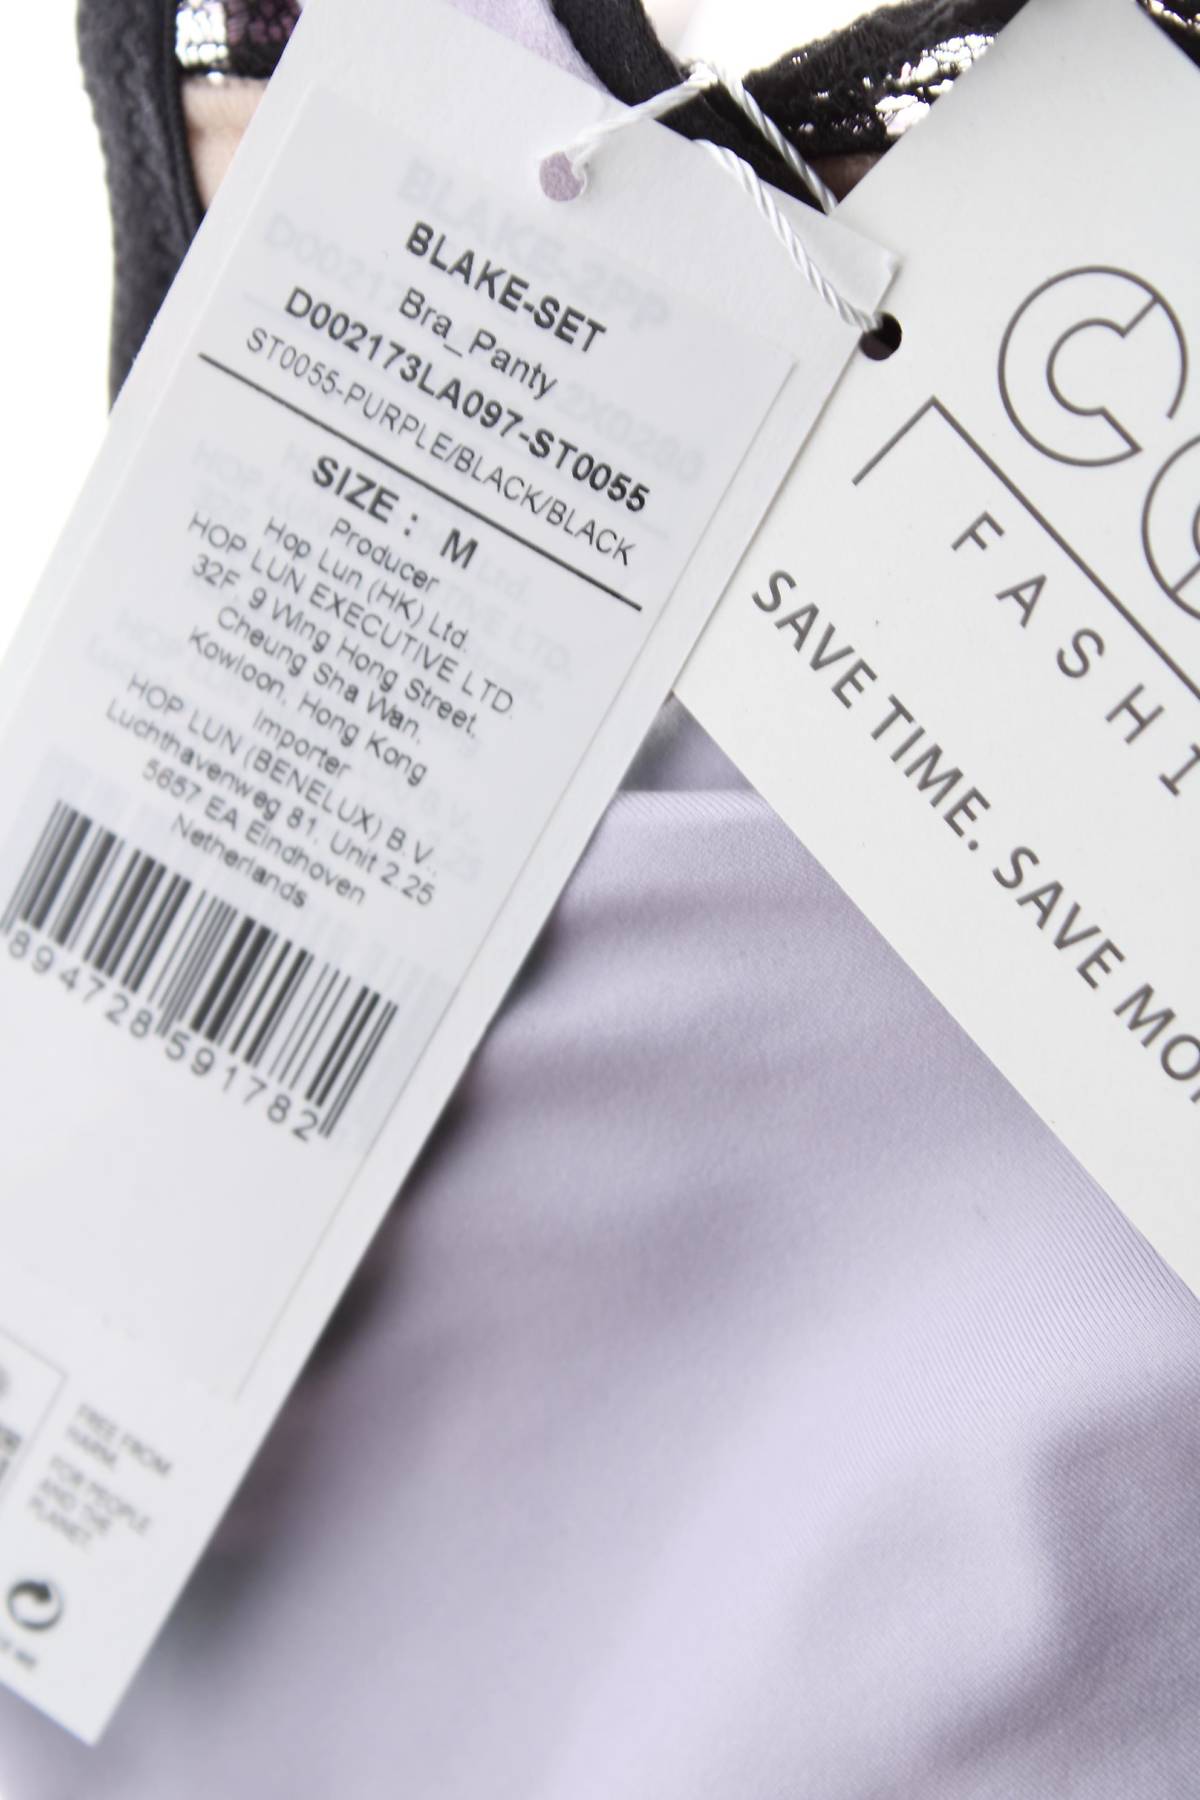 BLAKE-SET
Bra_Panty
D002173LA097-ST0055
ST0055-PURPLE/BLACK/BLACK
SIZE : M
Producer
Hop Lun (HK) Ltd.
HOP LUN EXECUTIVE LTD.
32F, 9 Wing Hong Street,
Cheung Sha Wan,
Kowloon, Hong Kong
Importer
HOP LUN (BENELUX) B.V.,
Luchthavenweg 81, Unit 2.25
5657 EA Eindhoven
Netherlands
894728 591782
FREE FROM
HARM
FOR PEOPLE
AND THE
PLANET
FASHI
SAVE TIME. SAVE MO